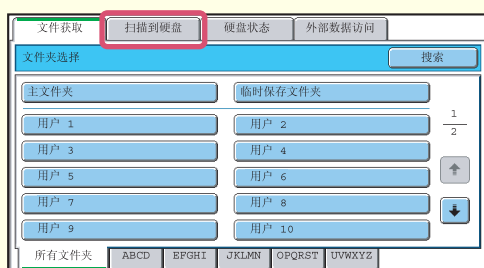 文件获取 扫描到硬盘 硬盘状态 外部数据访问
文件夹选择 搜索
主文件夹 临时保存文件夹
用户 1 用户 2
用户 3 用户 4
用户 5 用户 6
用户 7 用户 8
用户 9 用户 10
1
2
所有文件夹 ABCD EFGHI JKLMN OPQRST UVWXYZ